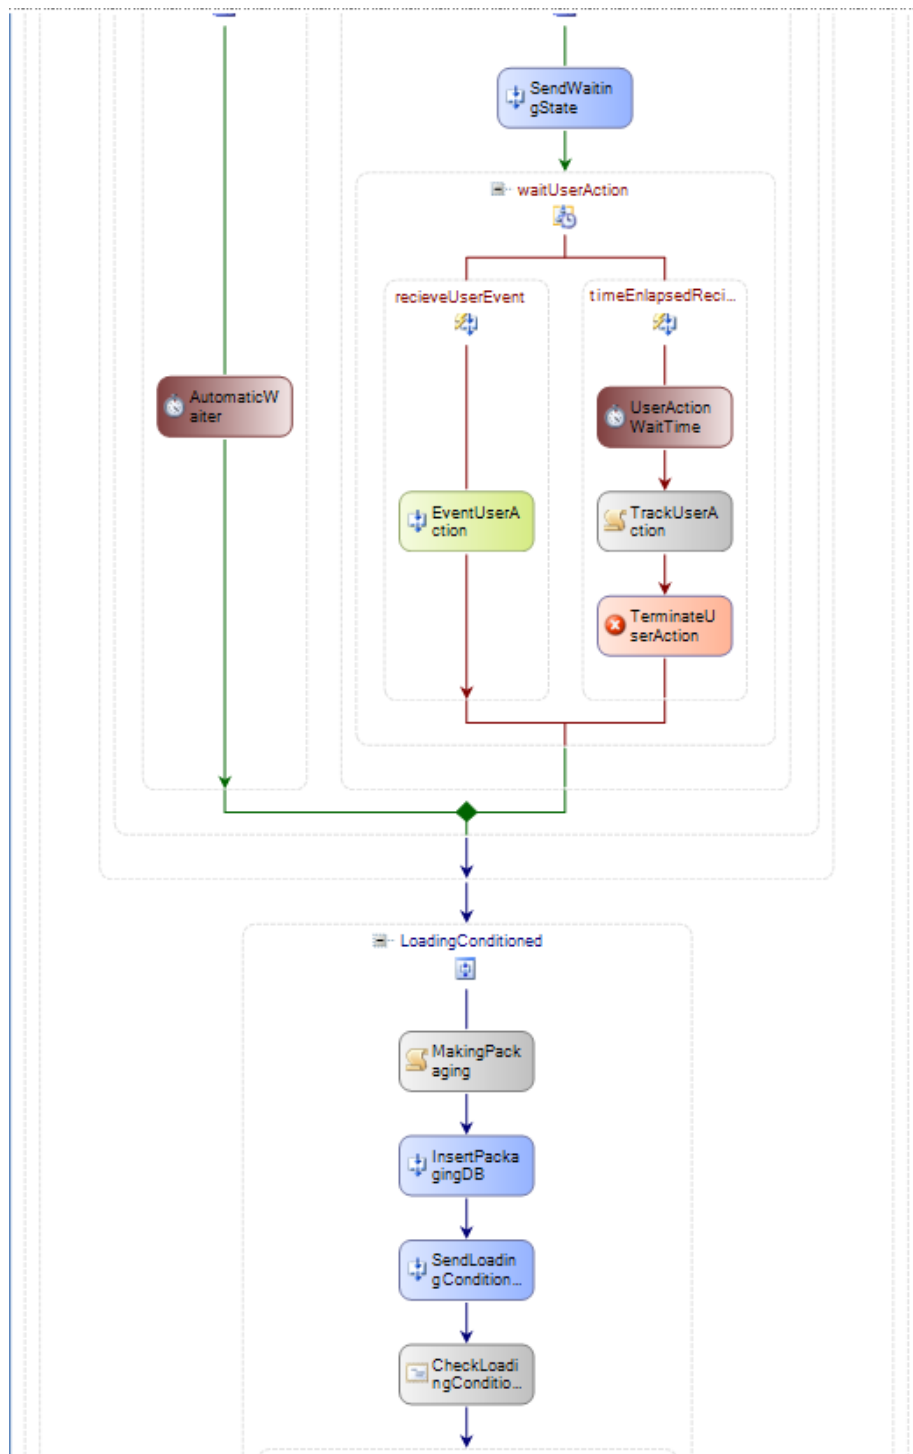 SendWaitin
gState
waitUserAction
recieveUserEvent
timeEnlapsedReci...
AutomaticW
aiter
UserAction
WaitTime
EventUserA
ction
TrackUserA
ction
TerminateU
serAction
LoadingConditioned
MakingPack
aging
InsertPacka
gingDB
SendLoadin
gCondition...
CheckLoadi
ngConditio...